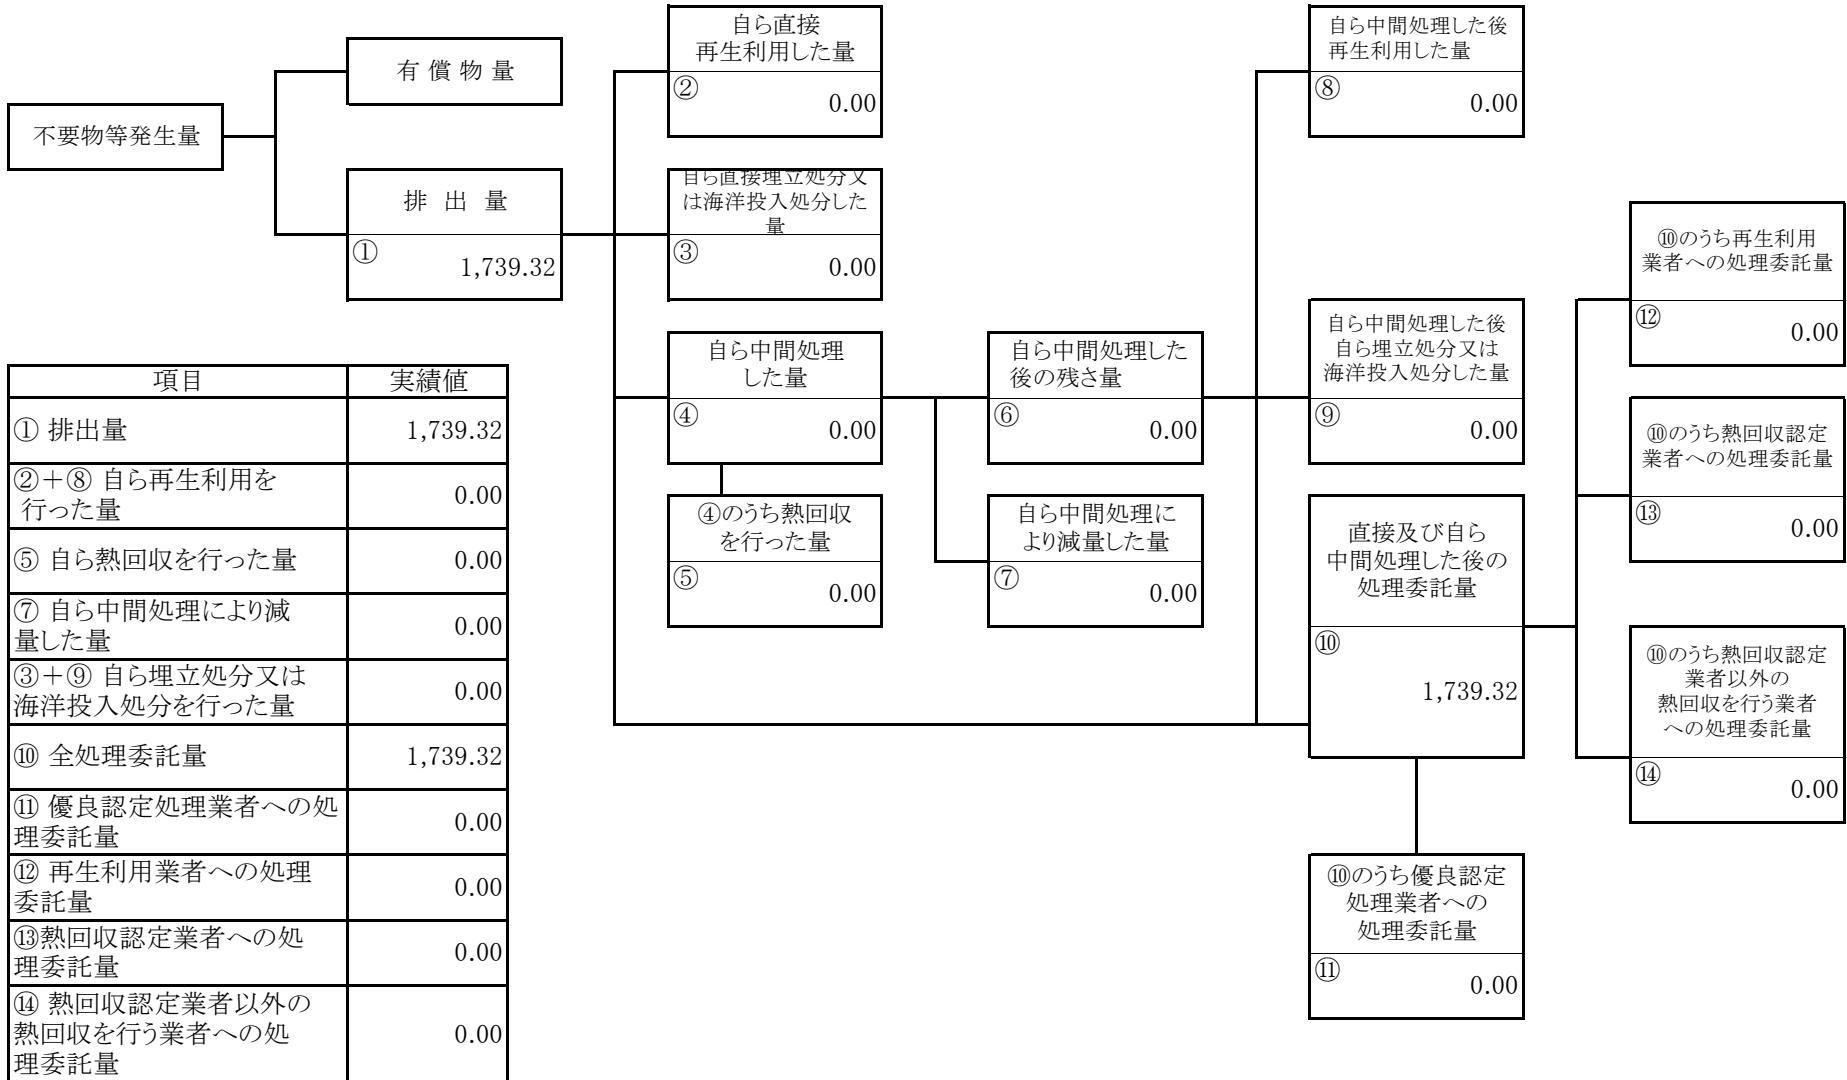 不要物等発生量
有 償 物 量
排 出 量
①
1,739.32
自ら直接
再生利用した量
②
0.00
自ら直接埋立処分又
は海洋投入処分した
量
③
0.00
自ら中間処理
した量
④
0.00
④のうち熱回収
を行った量
⑤
0.00
自ら中間処理した
後の残さ量
⑥
0.00
自ら中間処理に
より減量した量
⑦
0.00
自ら中間処理した後
再生利用した量
⑧
0.00
自ら中間処理した後
自ら埋立処分又は
海洋投入処分した量
⑨
0.00
直接及び自ら
中間処理した後の
処理委託量
⑩
1,739.32
⑩のうち優良認定
処理業者への
処理委託量
⑪
0.00
⑩のうち再生利用
業者への処理委託量
⑫
0.00
⑩のうち熱回収認定
業者への処理委託量
⑬
0.00
⑩のうち熱回収認定
業者以外の
熱回収を行う業者
への処理委託量
⑭
0.00
項目 実績値
① 排出量 1,739.32
②＋⑧ 自ら再生利用を
行った量
0.00
⑤ 自ら熱回収を行った量 0.00
⑦ 自ら中間処理により減
量した量
0.00
③＋⑨ 自ら埋立処分又は
海洋投入処分を行った量
0.00
⑩ 全処理委託量 1,739.32
⑪ 優良認定処理業者への処
理委託量
0.00
⑫ 再生利用業者への処理
委託量
0.00
⑬熱回収認定業者への処
理委託量
0.00
⑭ 熱回収認定業者以外の
熱回収を行う業者への処
理委託量
0.00